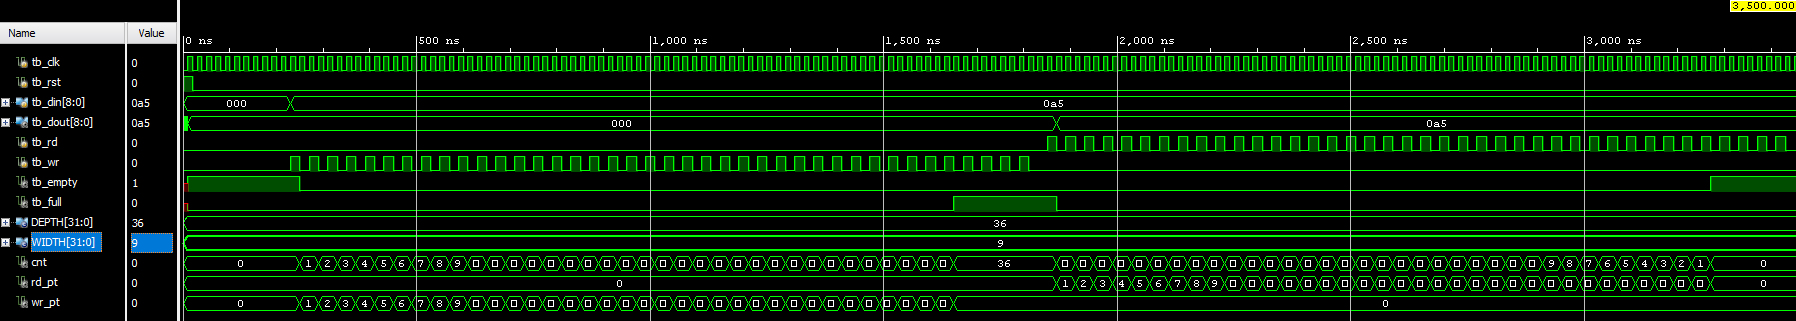 3,500.000
Name Value
0 ns 500 ns 1,000 ns 1,500 ns 2,000 ns 2,500 ns 3,000 ns
tb_clk 0
tb_rst 0
tb_din[8:0] 0a5 000 0a5
tb_dout[8:0] 0a5 000 0a5
tb_rd 0
tb_wr 0
tb_empty 1
tb_full 0
DEPTH[31:0] 36 36
WIDTH[31:0] 9 9
cnt 0 0 1 2 3 4 5 6 7 8 9 36 9 8 7 6 5 4 3 2 1 0
rd_pt 0 0 1 2 3 4 5 6 7 8 9 0
wr_pt 0 0 1 2 3 4 5 6 7 8 9 0